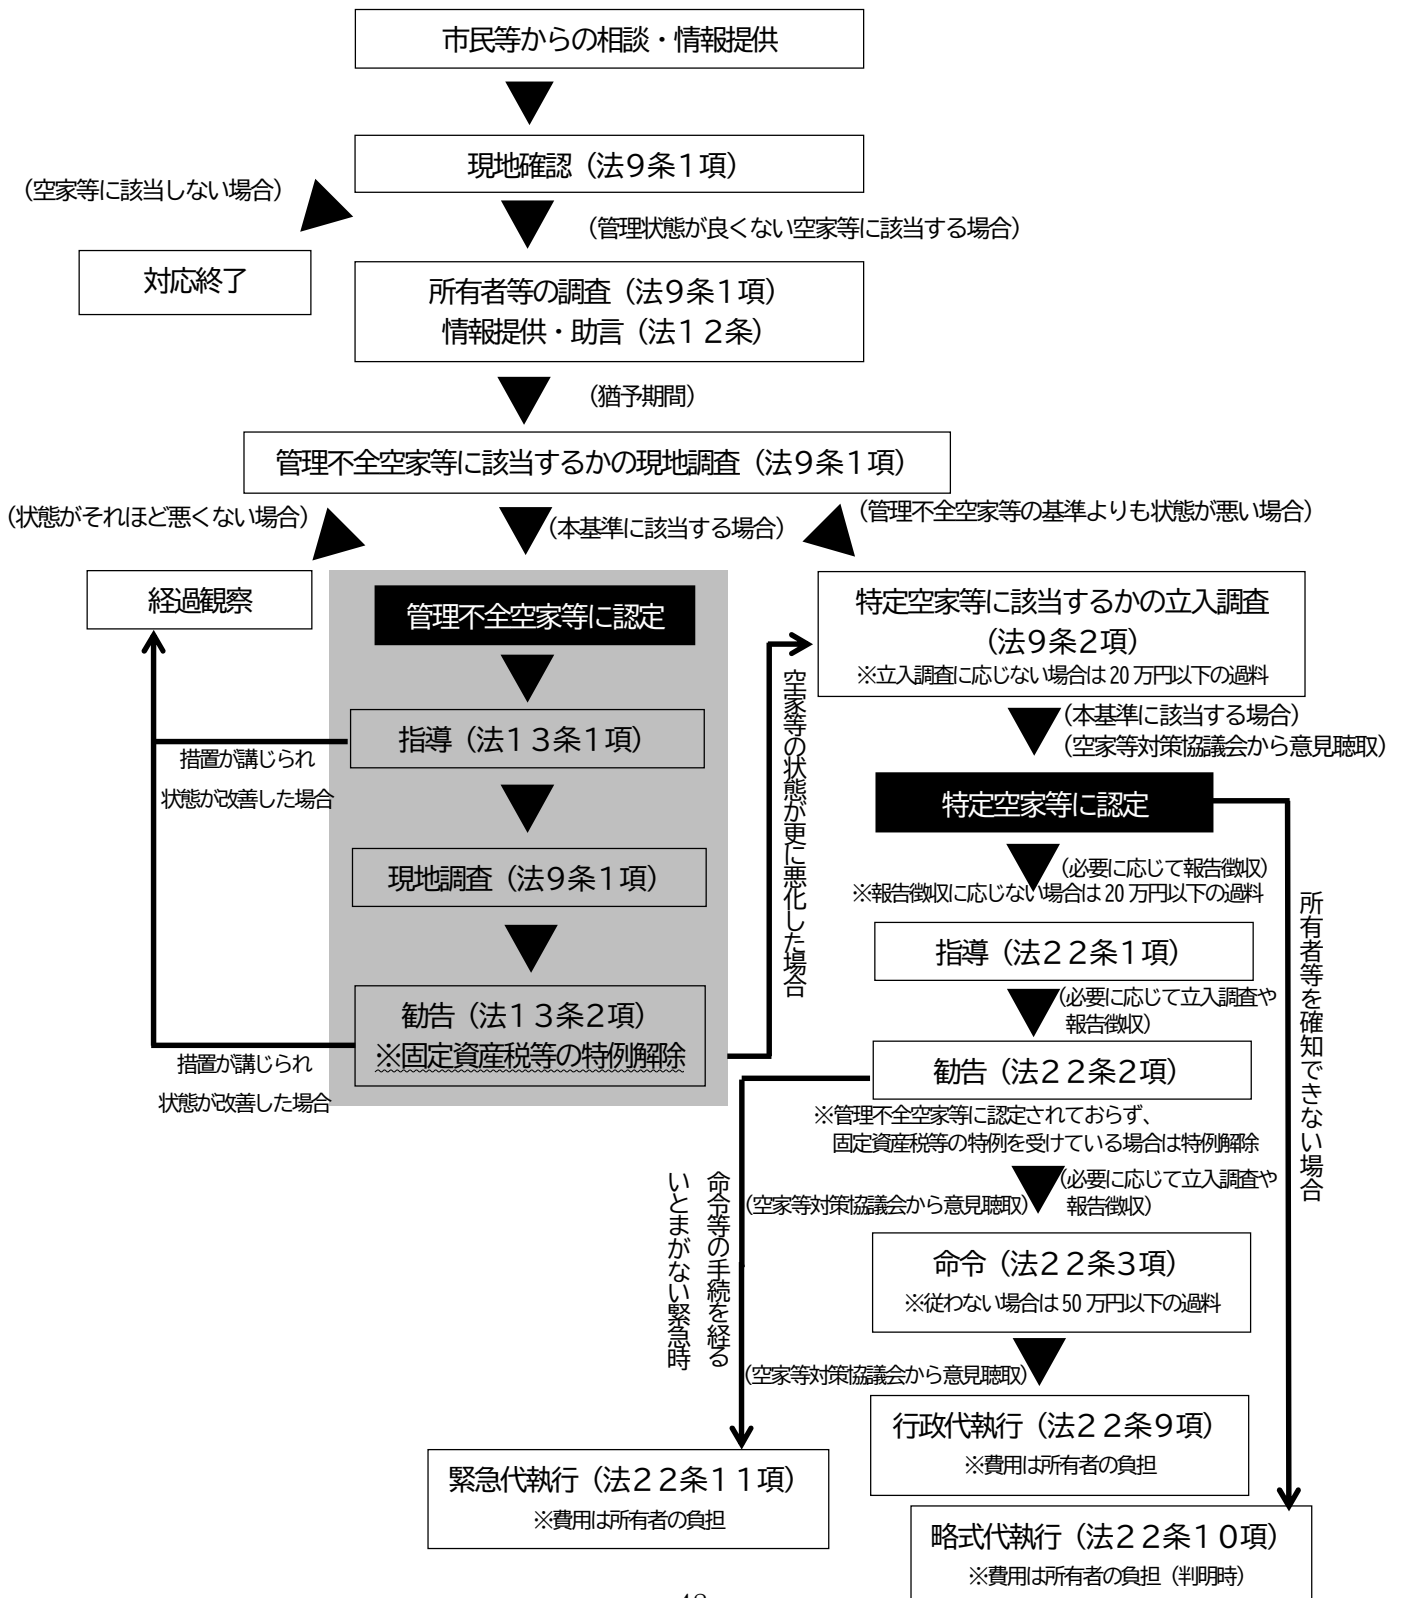 市民等からの相談・情報提供
現地確認（法９条１項）
（空家等に該当しない場合）
（管理状態が良くない空家等に該当する場合）
対応終了
所有者等の調査（法９条１項）
情報提供・助言（法１２条）
（猶予期間）
管理不全空家等に該当するかの現地調査（法９条１項）
（状態がそれほど悪くない場合）
（本基準に該当する場合）
（管理不全空家等の基準よりも状態が悪い場合）
経過観察
管理不全空家等に認定
特定空家等に該当するかの立入調査
（法９条２項）
※立入調査に応じない場合は20万円以下の過料
指導（法１３条１項）
措置が講じられ
状態が改善した場合
空家等の状態が更に悪化した場合
（本基準に該当する場合）
（空家等対策協議会から意見聴取）
特定空家等に認定
現地調査（法９条１項）
（必要に応じて報告徴収）
※報告徴収に応じない場合は20万円以下の過料
所有者等を確知できない場合
指導（法２２条１項）
勧告（法１３条２項）
※固定資産税等の特例解除
（必要に応じて立入調査や
報告徴収）
措置が講じられ
状態が改善した場合
勧告（法２２条２項）
※管理不全空家等に認定されておらず、
固定資産税等の特例を受けている場合は特例解除
命令等の手続を経る
いとまがない緊急時
（空家等対策協議会から意見聴取）
（必要に応じて立入調査や
報告徴収）
命令（法２２条３項）
※従わない場合は50万円以下の過料
（空家等対策協議会から意見聴取）
行政代執行（法２２条９項）
※費用は所有者の負担
緊急代執行（法２２条１１項）
※費用は所有者の負担
略式代執行（法２２条１０項）
※費用は所有者の負担（判明時）